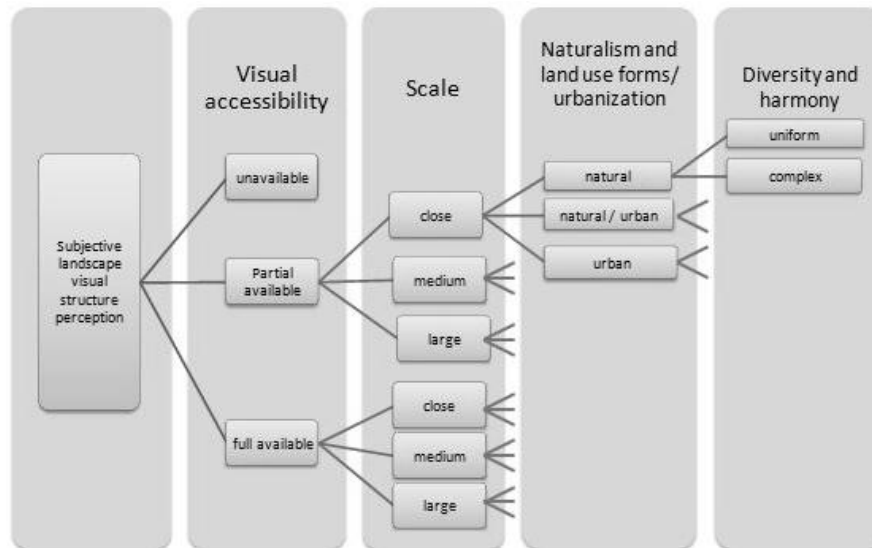 Subjective
landscape
visual
structure
perception
Visual
accessibility
unavailable
Partial
available
full available
Scale
close
medium
large
close
medium
large
Naturalism and
land use forms/
urbanization
natural
natural / urban
urban
Diversity and
harmony
uniform
complex